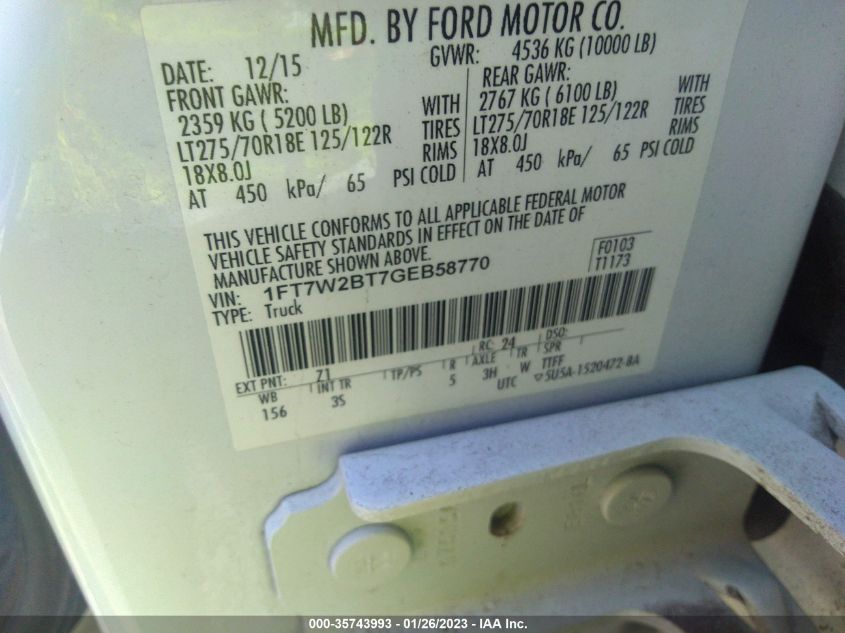 MFD. BY FORD MOTOR CO.
DATE: 12/15
GVWR: 4536 KG (10000 LB)
FRONT GAWR:
2359 KG ( 5200 LB)
WITH
LT275/70R18E 125/122R
TIRES
18X8.0J
RIMS
AT 450 kPa/ 65 PSI COLD
REAR GAWR:
2767 KG ( 6100 LB)
WITH
LT275/70R18E 125/122R
TIRES
18X8.0J
RIMS
AT 450 kPa/ 65 PSI COLD
THIS VEHICLE CONFORMS TO ALL APPLICABLE FEDERAL MOTOR
VEHICLE SAFETY STANDARDS IN EFFECT ON THE DATE OF
MANUFACTURE SHOWN ABOVE.
F0103
T1173
VIN: 1FT7W2BT7GEB58770
TYPE: Truck
EXT PNT: 71
RC: 24
DSO:
WB
INT TR
TP/PS
R
AXLE
TR
SPR
156
3S
5
3H
W
TTFF
UTC
▽5U5A-1520472-BA
000-35743993 | 01/26/2023 | IAA Inc.